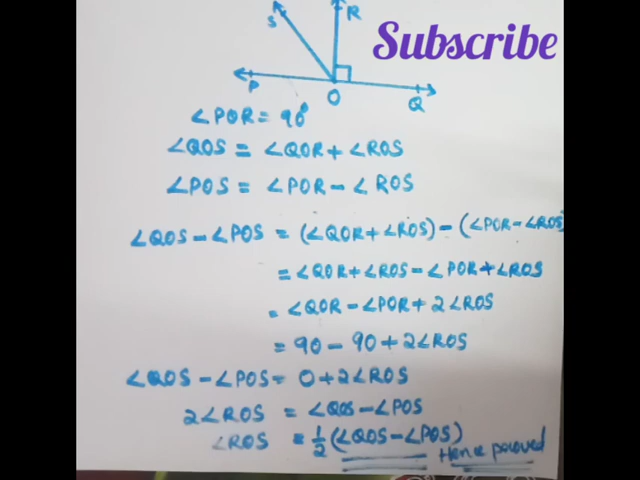 S R
Subscribe
P O Q
∠POR = 90°
∠QOS = ∠QOR + ∠ROS
∠POS = ∠POR - ∠ROS
∠QOS - ∠POS = (∠QOR + ∠ROS) - (∠POR - ∠ROS)
= ∠QOR + ∠ROS - ∠POR + ∠ROS
= ∠QOR - ∠POR + 2∠ROS
= 90 - 90 + 2∠ROS
∠QOS - ∠POS = 0 + 2∠ROS
2∠ROS = ∠QOS - ∠POS
∠ROS = 1/2 (∠QOS - ∠POS)
Hence proved